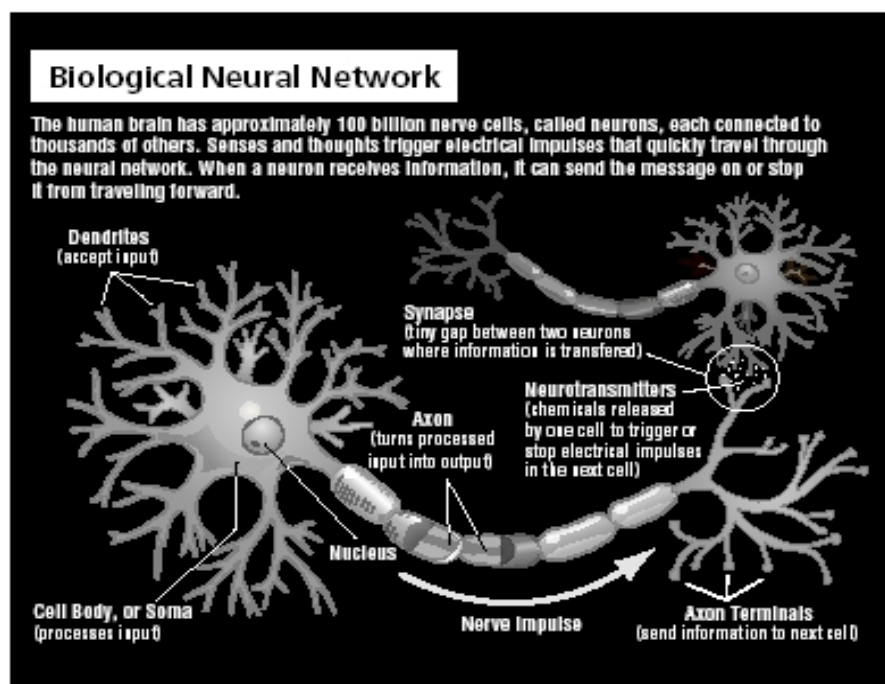 Biological Neural Network
The human brain has approximately 100 billion nerve cells, called neurons, each connected to
thousands of others. Senses and thoughts trigger electrical impulses that quickly travel through
the neural network. When a neuron receives information, it can send the message on or stop
it from traveling forward.
Dendrites
(accept input)
Synapse
(tiny gap between two neurons
where information is transfered)
Neurotransmitters
(chemicals released
by one cell to trigger or
stop electrical impulses
in the next cell)
Axon
(turns processed
input into output)
Nucleus
Cell Body, or Soma
(processes input)
Nerve Impulse
Axon Terminals
(send information to next cell)